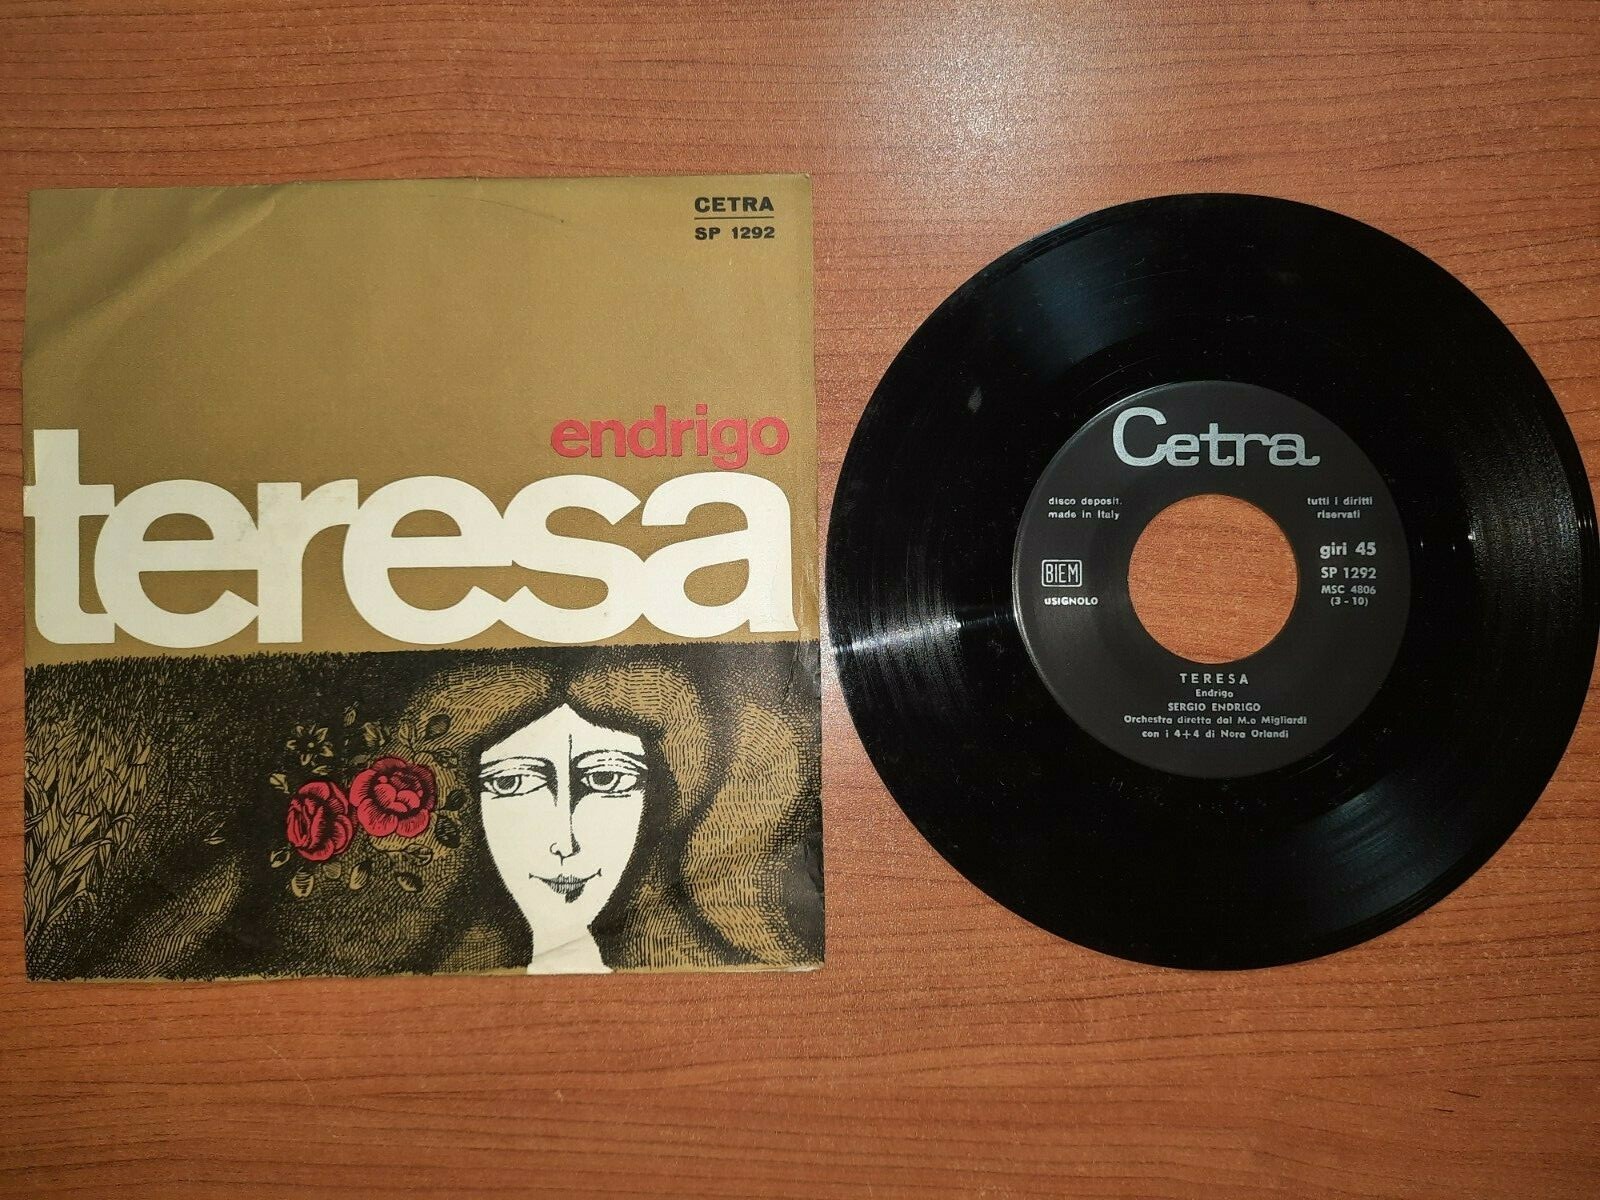 CETRA
SP 1292
endrigo
teresa
Cetra
disco deposit.
made in Italy
tutti i diritti
riservati
giri 45
SP 1292
MSC 4806
(3 - 10)
BIEM
USIGNOLO
TERESA
Endrigo
SERGIO ENDRIGO
Orchestra diretta dal M.o Migliardi
con i 4+4 di Nora Orlandi